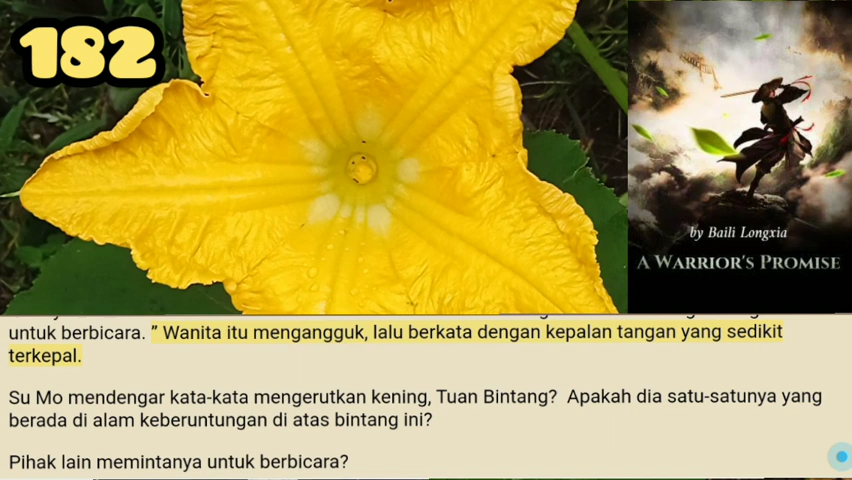 182
by Baili Longxia
A WARRIOR'S PROMISE
untuk berbicara. " Wanita itu mengangguk, lalu berkata dengan kepalan tangan yang sedikit
terkepal.
Su Mo mendengar kata-kata mengerutkan kening, Tuan Bintang? Apakah dia satu-satunya yang
berada di alam keberuntungan di atas bintang ini?
Pihak lain memintanya untuk berbicara?